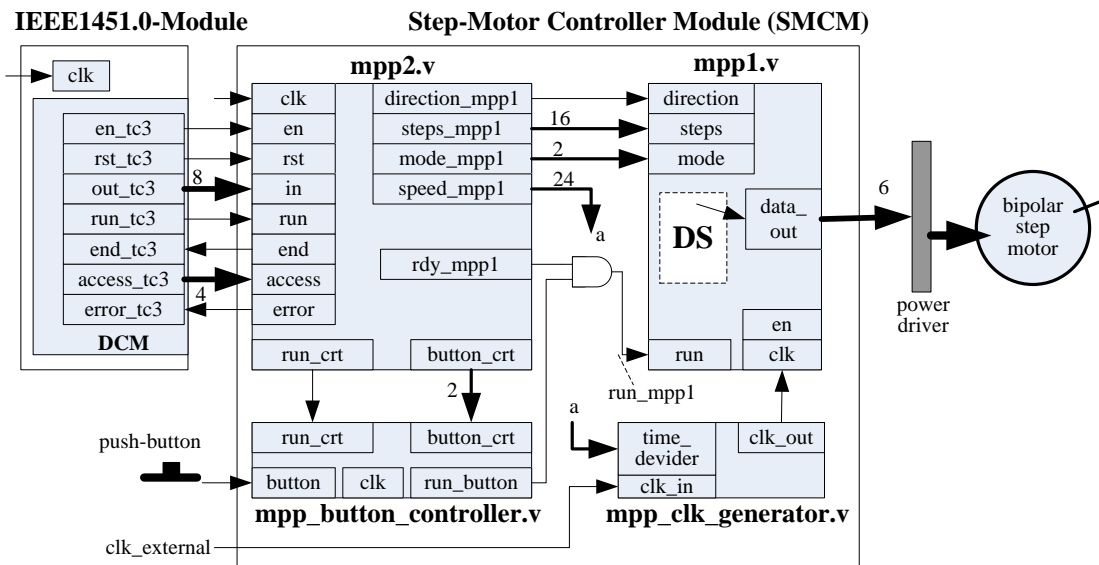 IEEE1451.0-Module
Step-Motor Controller Module (SMCM)
clk
en_tc3
rst_tc3
out_tc3
run_tc3
end_tc3
access_tc3
error_tc3
DCM
8
4
mpp2.v
clk
en
rst
in
run
end
access
error
direction_mpp1
steps_mpp1
mode_mpp1
speed_mpp1
rdy_mpp1
run_crt
button_crt
16
2
24
a
mpp1.v
direction
steps
mode
DS
data_
out
en
clk
run
run_mpp1
6
power
driver
bipolar
step
motor
2
push-button
run_crt
button_crt
button
clk
run_button
mpp_button_controller.v
a
time_
devider
clk_out
clk_in
mpp_clk_generator.v
clk_external